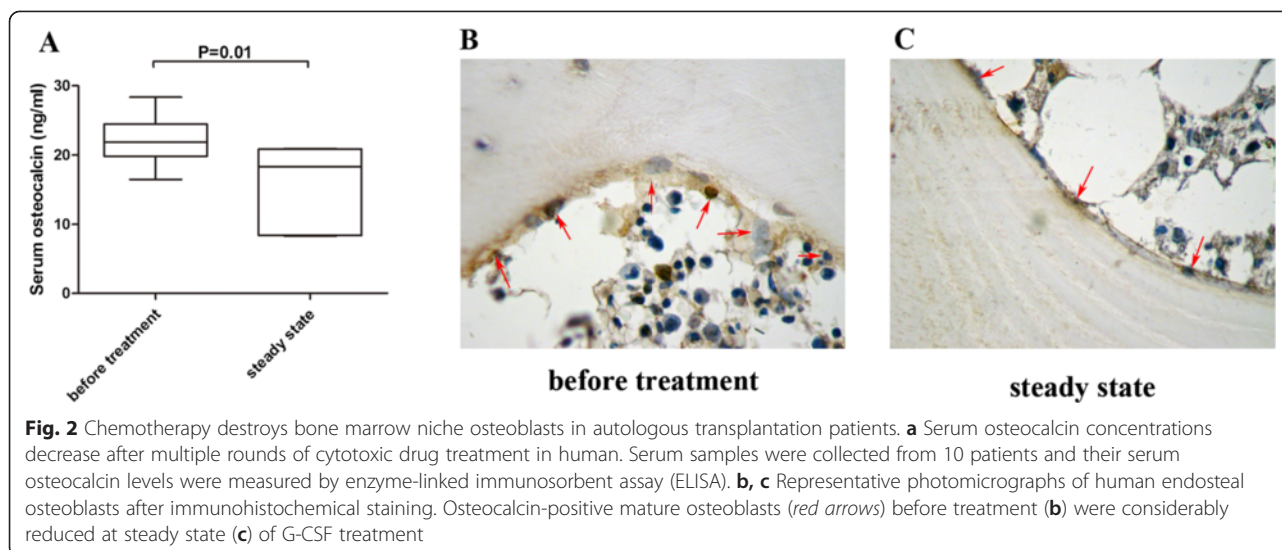 A
B
C
P=0.01
Serum osteocalcin (ng/ml)
30
20
10
0
before treatment
steady state
before treatment
steady state
Fig. 2 Chemotherapy destroys bone marrow niche osteoblasts in autologous transplantation patients. a Serum osteocalcin concentrations
decrease after multiple rounds of cytotoxic drug treatment in human. Serum samples were collected from 10 patients and their serum
osteocalcin levels were measured by enzyme-linked immunosorbent assay (ELISA). b, c Representative photomicrographs of human endosteal
osteoblasts after immunohistochemical staining. Osteocalcin-positive mature osteoblasts (red arrows) before treatment (b) were considerably
reduced at steady state (c) of G-CSF treatment